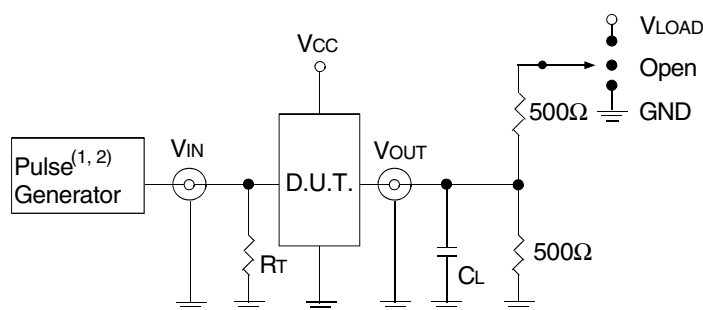 VLOAD
VCC
Open
500Ω
GND
VIN
VOUT
Pulse(1, 2)
Generator
D.U.T.
RT
CL
500Ω